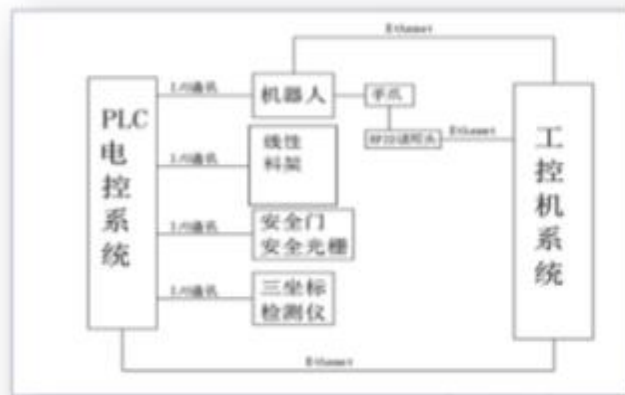 Ethernet
PLC
电控系统
I/O通讯
机器人
手爪
RFID读写头
Ethernet
I/O通讯
线性
料架
I/O通讯
安全门
安全光栅
I/O通讯
三坐标
检测仪
工控机系统
Ethernet